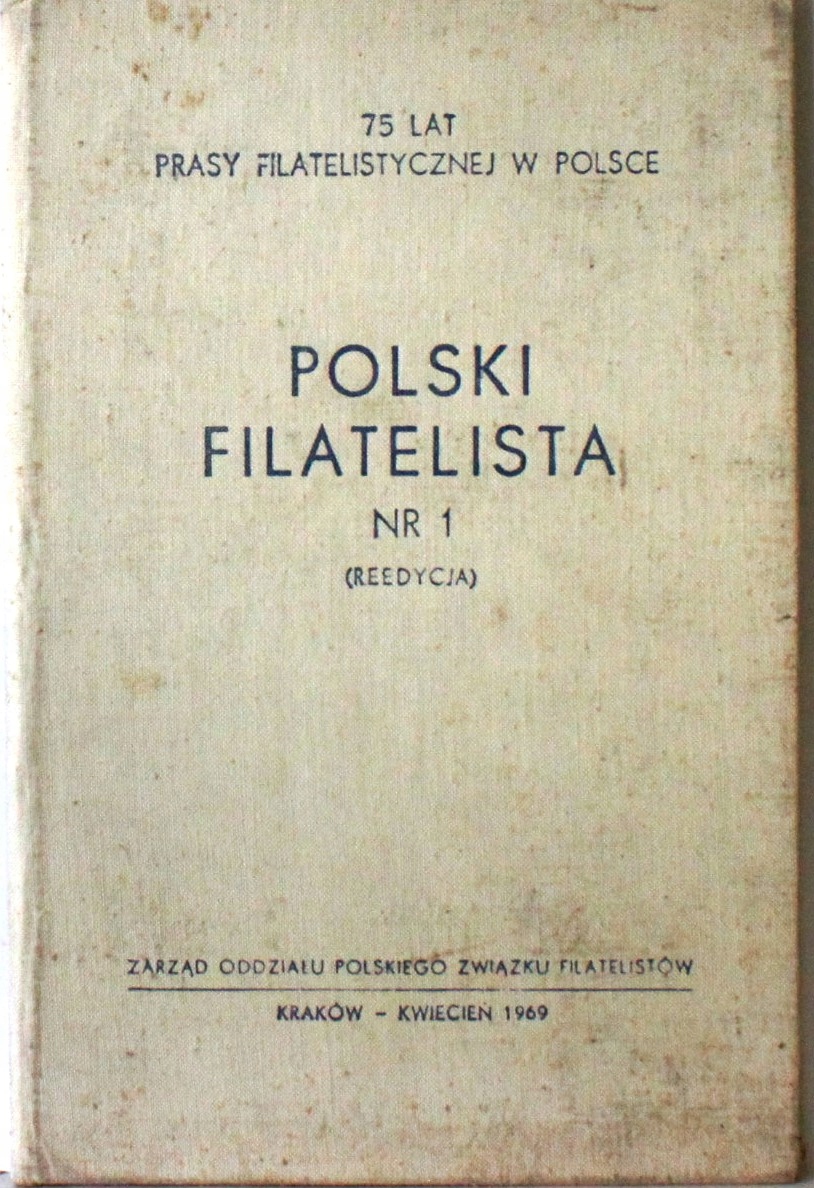 75 LAT
PRASY FILATELISTYCZNEJ W POLSCE
POLSKI
FILATELISTA
NR 1
(REEDYCJA)
ZARZĄD ODDZIAŁU POLSKIEGO ZWIĄZKU FILATELISTÓW
KRAKÓW – KWIECIEŃ 1969